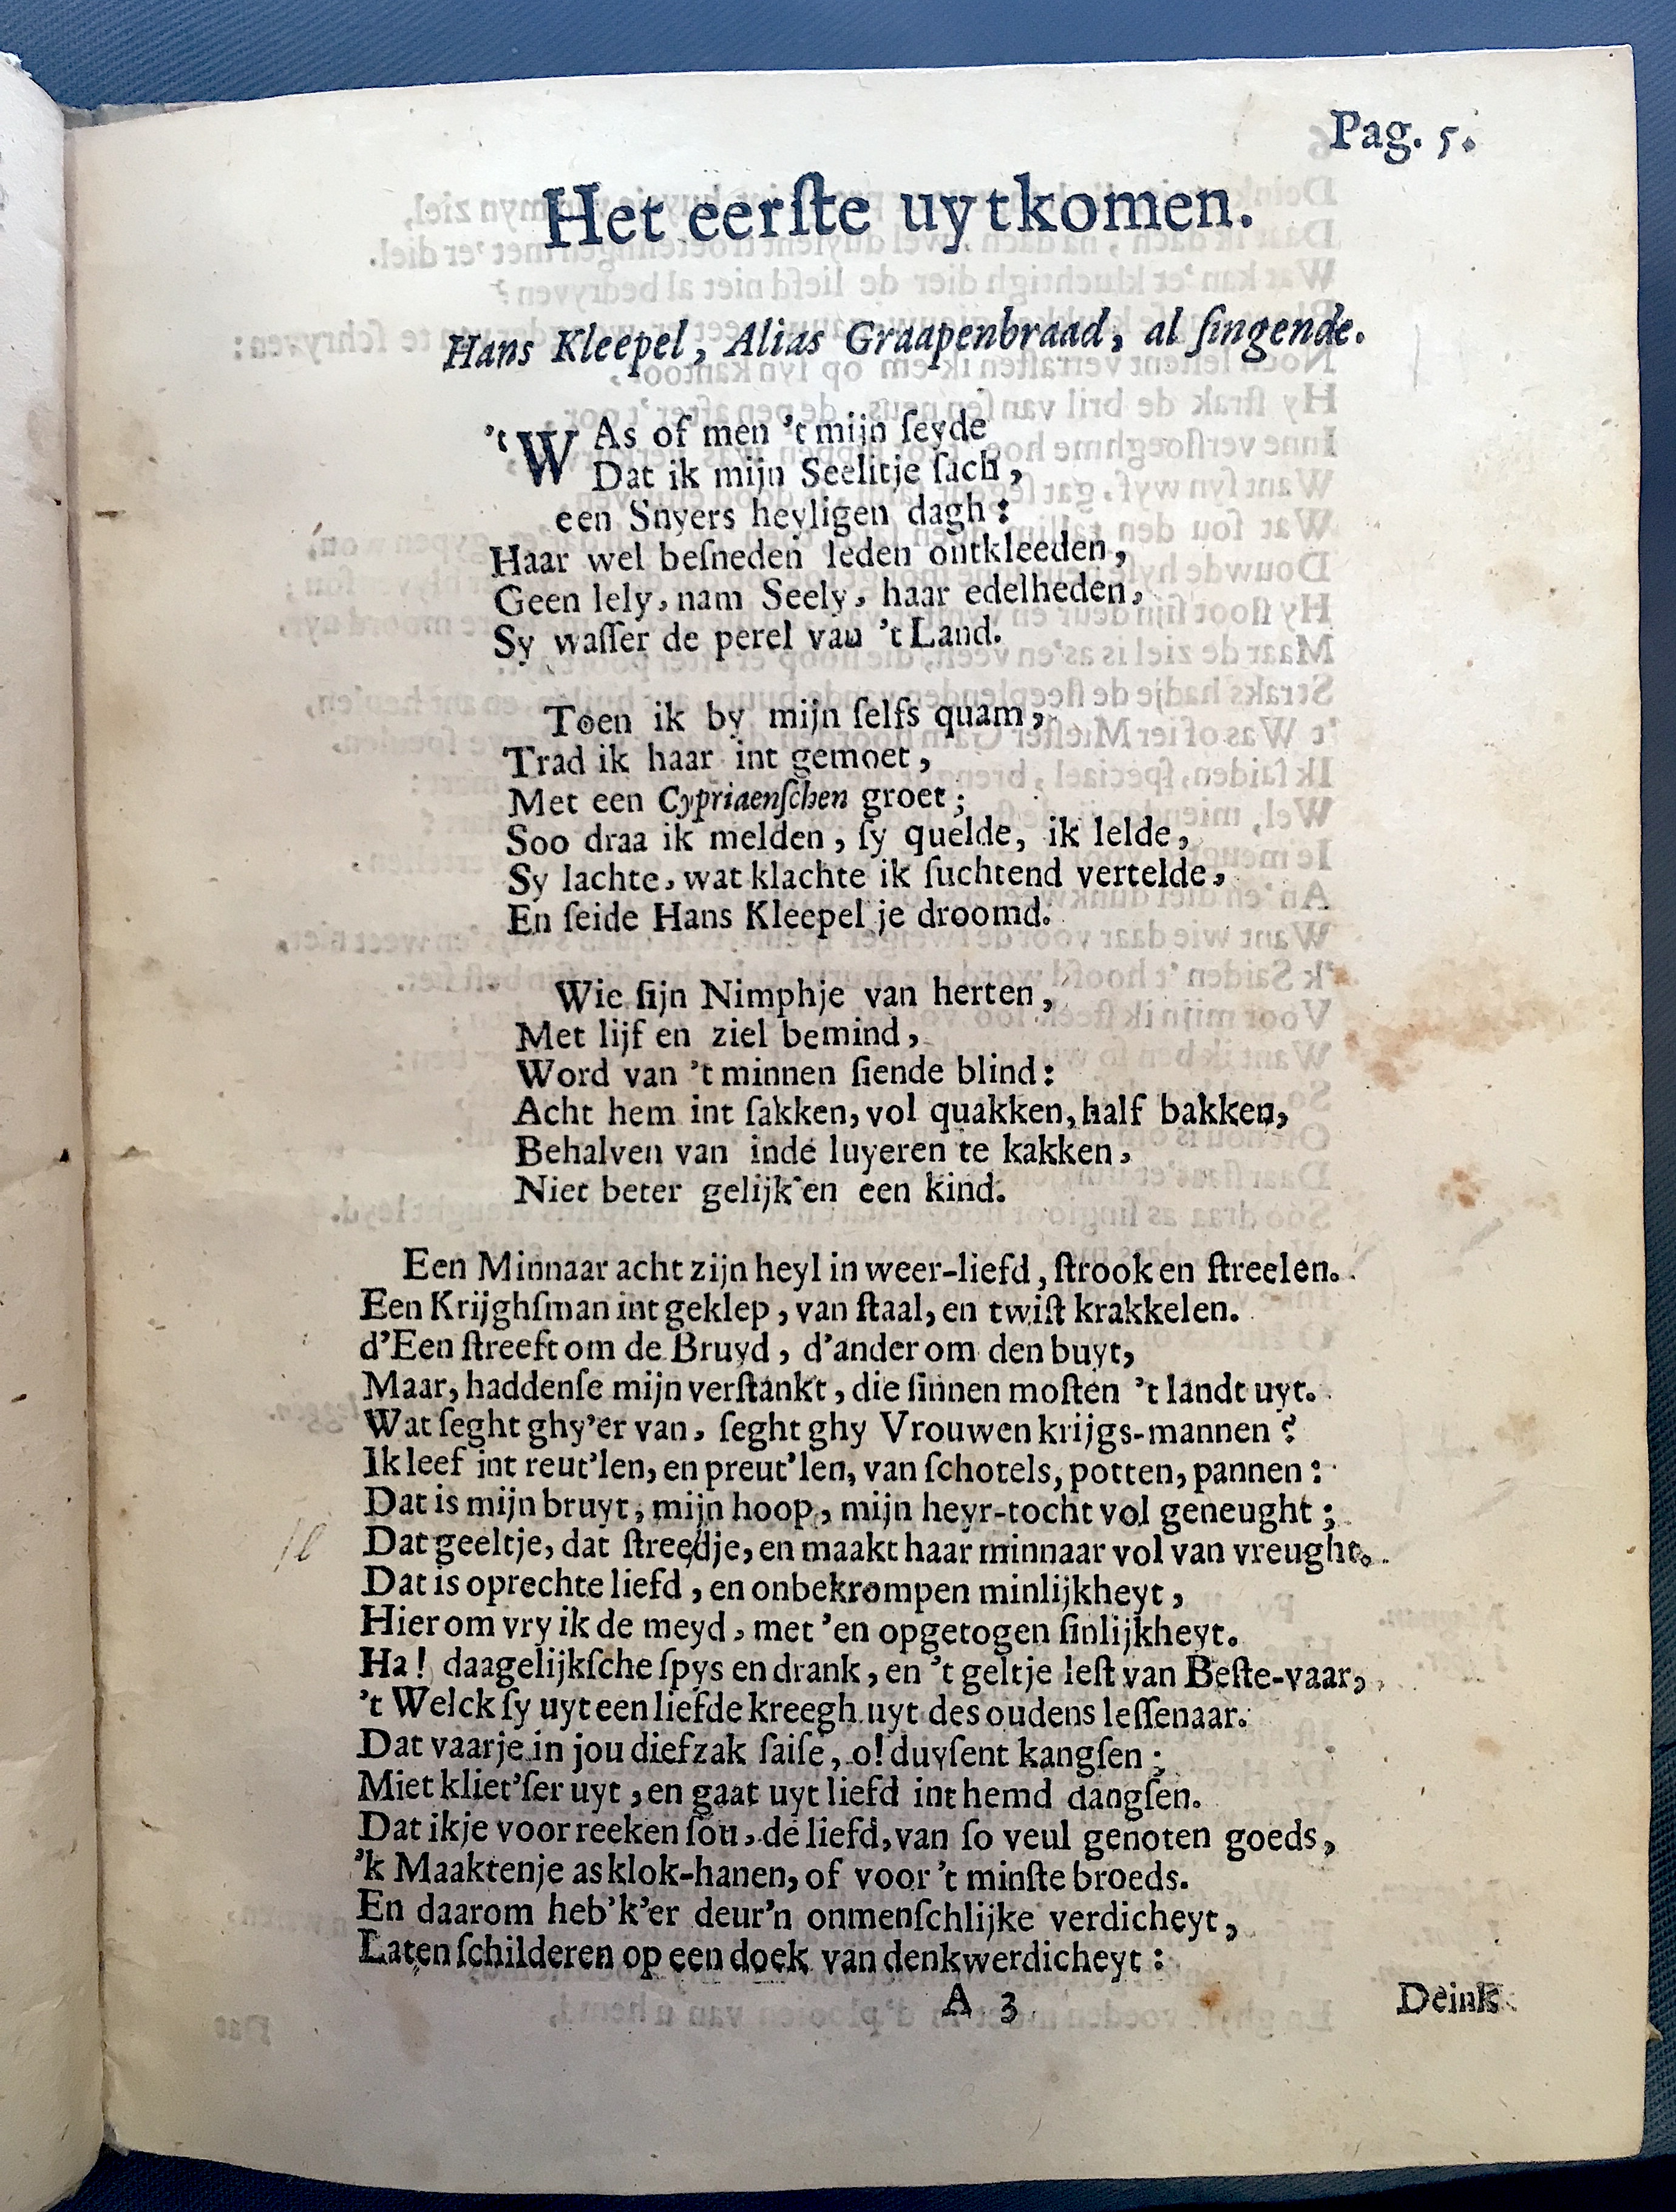 Pag. 5.
Het eerſte uytkomen.
Hans Kleepel, Alias Graapenbraad, al ſingende.
'tWAs of men 't mijn ſeyde
Dat ik mijn Seelitje ſach,
een Snyers heyligen dagh:
Haar wel beſneden leden ontkleeden,
Geen lely, nam Seely, haar edelheden,
Sy waſſer de perel van 't Land.
Toen ik by mijn ſelfs quam,
Trad ik haar int gemoet,
Met een Cypriaenſchen groet;
Soo draa ik melden, ſy quelde, ik lelde,
Sy lachte, wat klachte ik ſuchtend vertelde,
En ſeide Hans Kleepel je droomd.
Wie ſijn Nimphje van herten,
Met lijf en ziel bemind,
Word van 't minnen ſiende blind:
Acht hem int ſakken, vol quakken, half bakken,
Behalven van inde luyeren te kakken,
Niet beter gelijk en een kind.
Een Minnaar acht zijn heyl in weer-liefd, ſtrook en ſtreelen.
Een Krijghſman int geklep, van ſtaal, en twiſt krakkelen.
d'Een ſtreeft om de Bruyd, d'ander om den buyt,
Maar, haddenſe mijn verſtankt, die ſinnen moſten 't landt uyt.
Wat ſeght ghy'er van, ſeght ghy Vrouwen krijgs-mannen?
Ik leef int reut'len, en preut'len, van ſchotels, potten, pannen:
Dat is mijn bruyt, mijn hoop, mijn heyr-tocht vol geneught;
Dat geeltje, dat ſtreedje, en maakt haar minnaar vol van vreught.
Dat is oprechte liefd, en onbekrompen minlijkheyt,
Hierom vry ik de meyd, met 'en opgetogen ſinlijkheyt.
Ha! daagelijkſche ſpys en drank, en 't geltje leſt van Beſte-vaar,
't Welck ſy uyt een liefde kreegh uyt des oudens leſſenaar.
Dat vaarje in jou diefzak ſaiſe, o! duyſent kangſen;
Miet kliet'ſer uyt, en gaat uyt liefd int hemd dangſen.
Dat ikje voor reeken ſou, de liefd, van ſo veul genoten goeds,
'k Maaktenje as klok-hanen, of voor 't minſte broeds.
En daarom heb'k'er deur'n onmenſchlijke verdicheyt,
Laten ſchilderen op een doek van denkwerdicheyt:
A 3
Deink